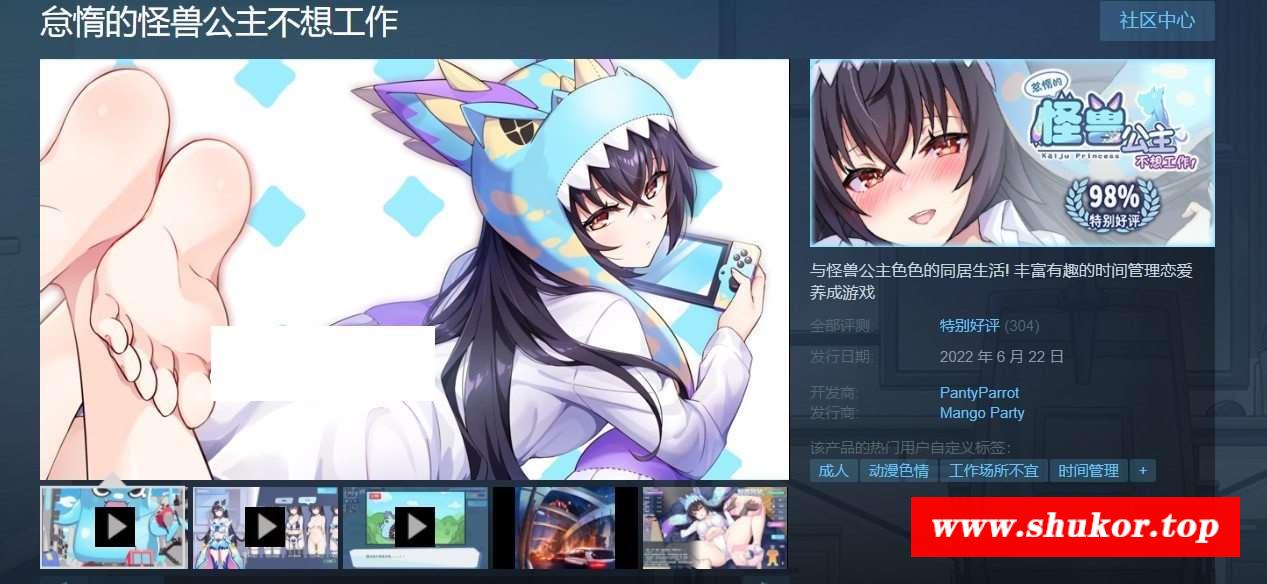 怠惰的怪兽公主不想工作
社区中心
怠惰的
怪兽公主
Kaiju Princess
不想工作!
98%
特别好评
与怪兽公主色色的同居生活! 丰富有趣的时间管理恋爱
养成游戏
全部评测:
特别好评 (304)
发行日期:
2022 年 6 月 22 日
开发商:
PantyParrot
发行商:
Mango Party
该产品的热门用户自定义标签:
成人
动漫色情
工作场所不宜
时间管理
+
www.shukor.top